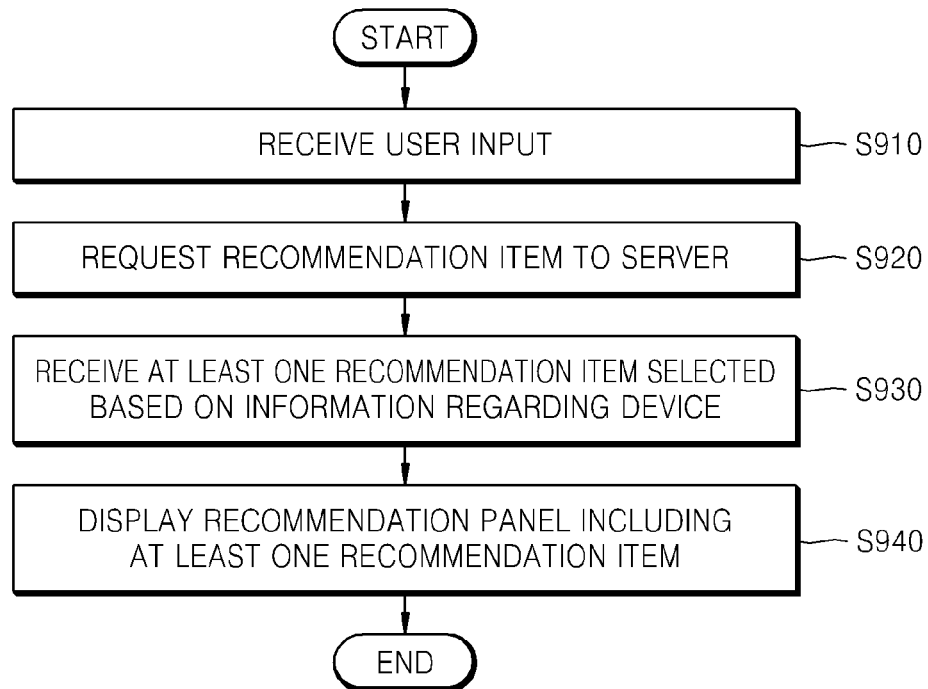 START
RECEIVE USER INPUT
S910
REQUEST RECOMMENDATION ITEM TO SERVER
S920
RECEIVE AT LEAST ONE RECOMMENDATION ITEM SELECTED
BASED ON INFORMATION REGARDING DEVICE
S930
DISPLAY RECOMMENDATION PANEL INCLUDING
AT LEAST ONE RECOMMENDATION ITEM
S940
END